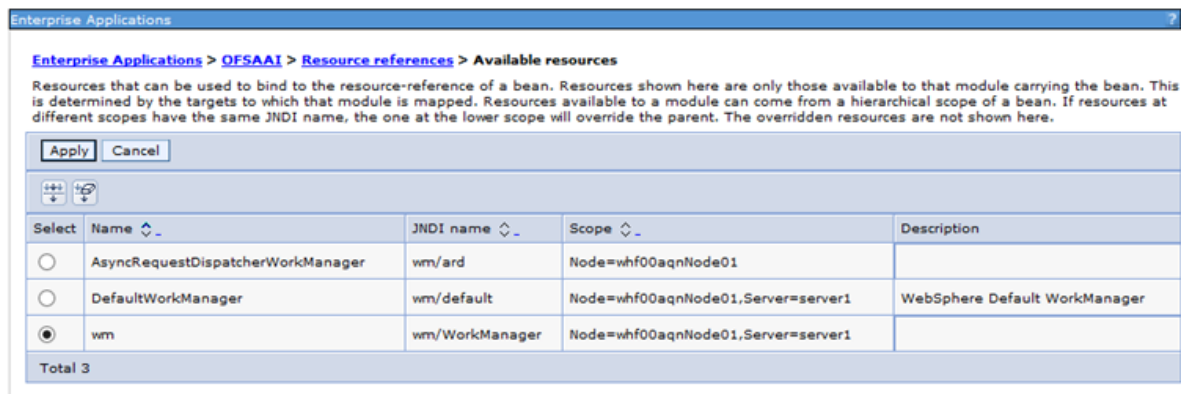 Enterprise Applications ?
Enterprise Applications > OFSAAI > Resource references > Available resources
Resources that can be used to bind to the resource-reference of a bean. Resources shown here are only those available to that module carrying the bean. This
is determined by the targets to which that module is mapped. Resources available to a module can come from a hierarchical scope of a bean. If resources at
different scopes have the same JNDI name, the one at the lower scope will override the parent. The overridden resources are not shown here.
Apply Cancel
Select Name JNDI name Scope Description
AsyncRequestDispatcherWorkManager wm/ard Node=whf00aqnNode01
DefaultWorkManager wm/default Node=whf00aqnNode01,Server=server1 WebSphere Default WorkManager
wm wm/WorkManager Node=whf00aqnNode01,Server=server1
Total 3